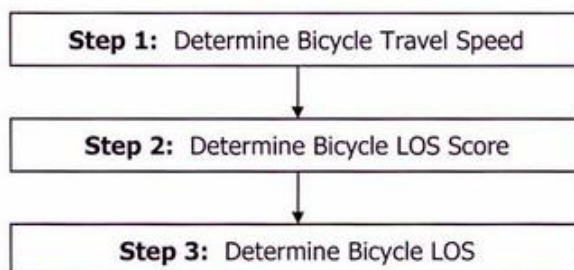 Step 1: Determine Bicycle Travel Speed
Step 2: Determine Bicycle LOS Score
Step 3: Determine Bicycle LOS